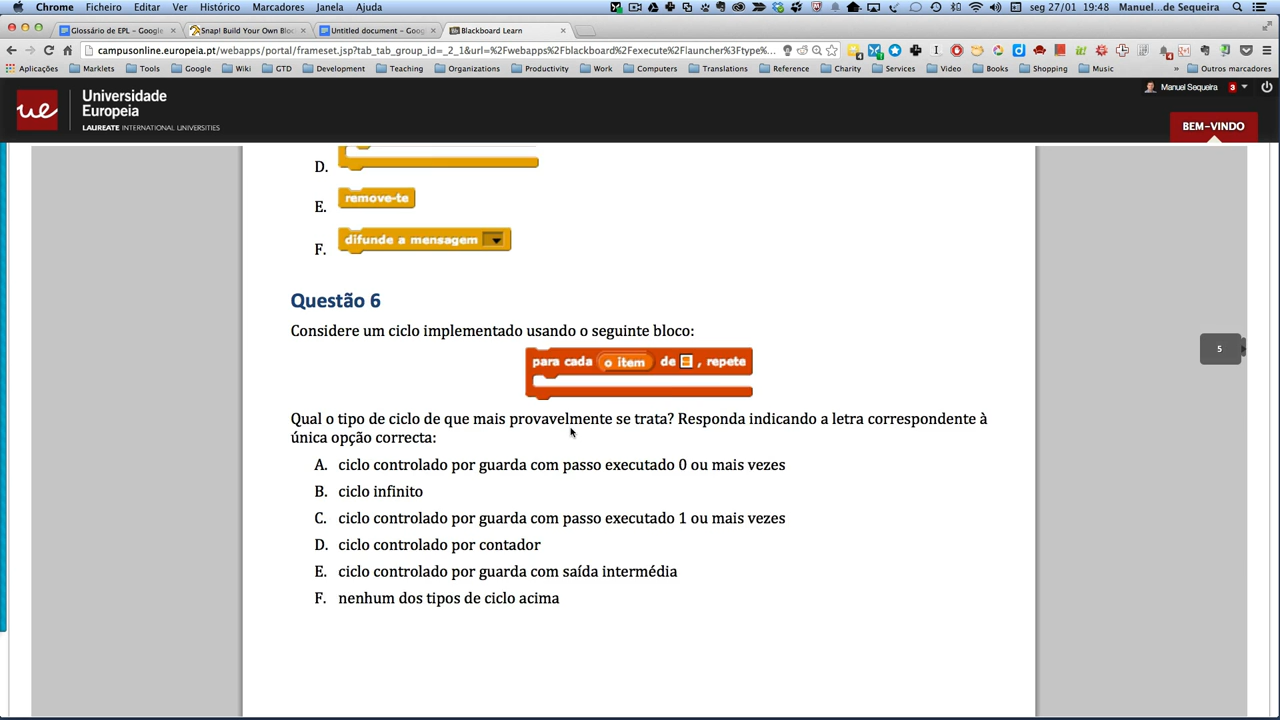 Chrome Ficheiro Editar Ver Histórico Marcadores Janela Ajuda seg 27/01 19:48 Manuel...de Sequeira
Glossário de EPL – Google Snap! Build Your Own Bloc Untitled document – Goog Blackboard Learn
campusonline.europeia.pt/webapps/portal/frameset.jsp?tab_tab_group_id=_2_1&url=%2Fwebapps%2Fblackboard%2Fexecute%2Flauncher%3Ftype%...
Aplicações Marklets Tools Google Wiki GTD Development Teaching Organizations Productivity Work Computers Translations Reference Charity Services Video Books Shopping Music » Outros marcadores
ue Universidade
Europeia
LAUREATE INTERNATIONAL UNIVERSITIES
Manuel Sequeira 3
BEM-VINDO
D.
E. remove-te
F. difunde a mensagem
Questão 6
Considere um ciclo implementado usando o seguinte bloco:
para cada o item de , repete
5
Qual o tipo de ciclo de que mais provavelmente se trata? Responda indicando a letra correspondente à
única opção correcta:
A. ciclo controlado por guarda com passo executado 0 ou mais vezes
B. ciclo infinito
C. ciclo controlado por guarda com passo executado 1 ou mais vezes
D. ciclo controlado por contador
E. ciclo controlado por guarda com saída intermédia
F. nenhum dos tipos de ciclo acima